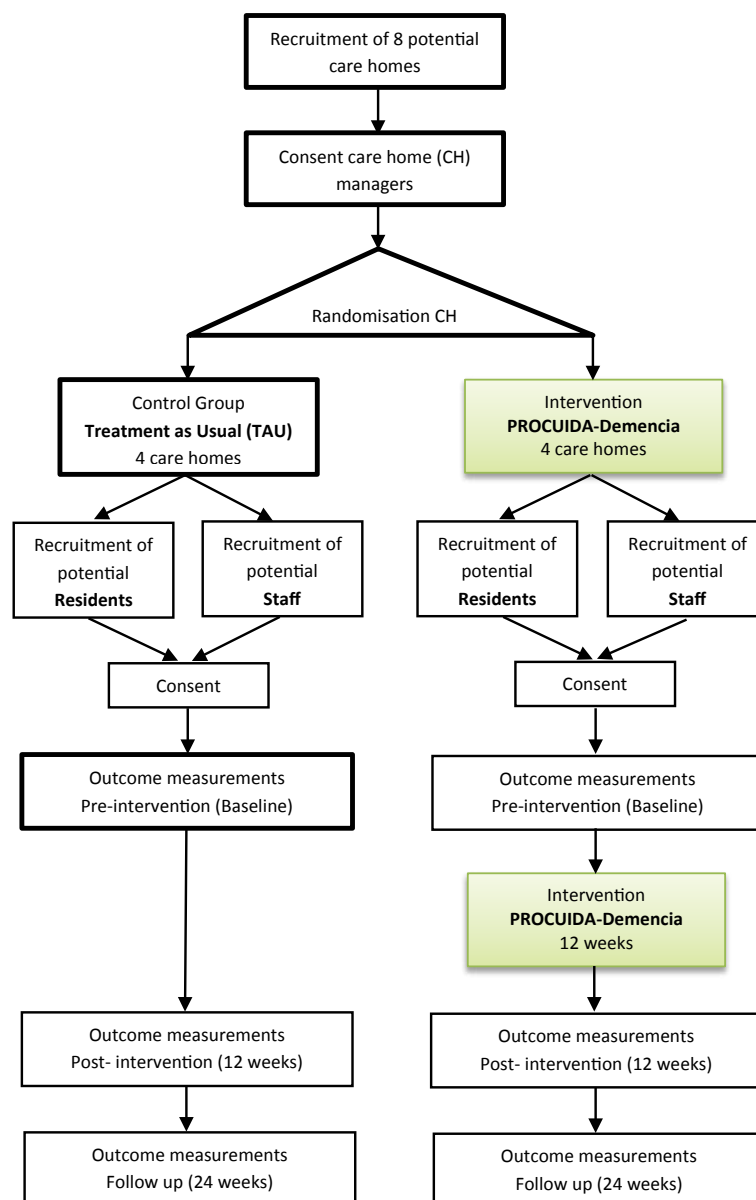 Recruitment of 8 potential
care homes
Consent care home (CH)
managers
Randomisation CH
Control Group
Treatment as Usual (TAU)
4 care homes
Intervention
PROCUIDA-Demencia
4 care homes
Recruitment of
potential
Residents
Recruitment of
potential
Staff
Recruitment of
potential
Residents
Recruitment of
potential
Staff
Consent
Consent
Outcome measurements
Pre-intervention (Baseline)
Outcome measurements
Pre-intervention (Baseline)
Intervention
PROCUIDA-Demencia
12 weeks
Outcome measurements
Post- intervention (12 weeks)
Outcome measurements
Post- intervention (12 weeks)
Outcome measurements
Follow up (24 weeks)
Outcome measurements
Follow up (24 weeks)